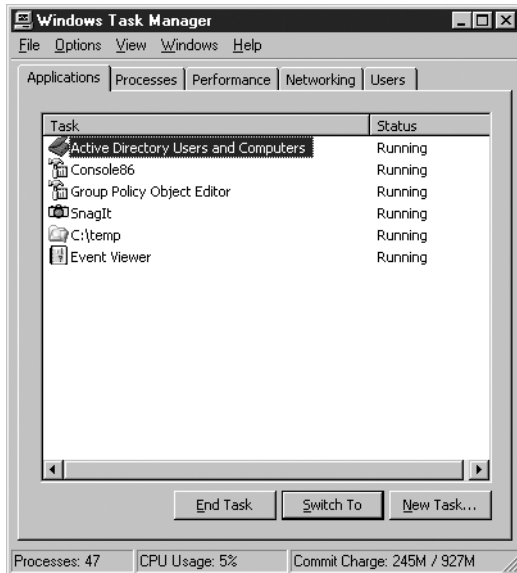 Windows Task Manager
File Options View Windows Help
Applications Processes Performance Networking Users
Task Status
Active Directory Users and Computers Running
Console86 Running
Group Policy Object Editor Running
SnagIt Running
C:\temp Running
Event Viewer Running
End Task Switch To New Task...
Processes: 47 CPU Usage: 5% Commit Charge: 245M / 927M